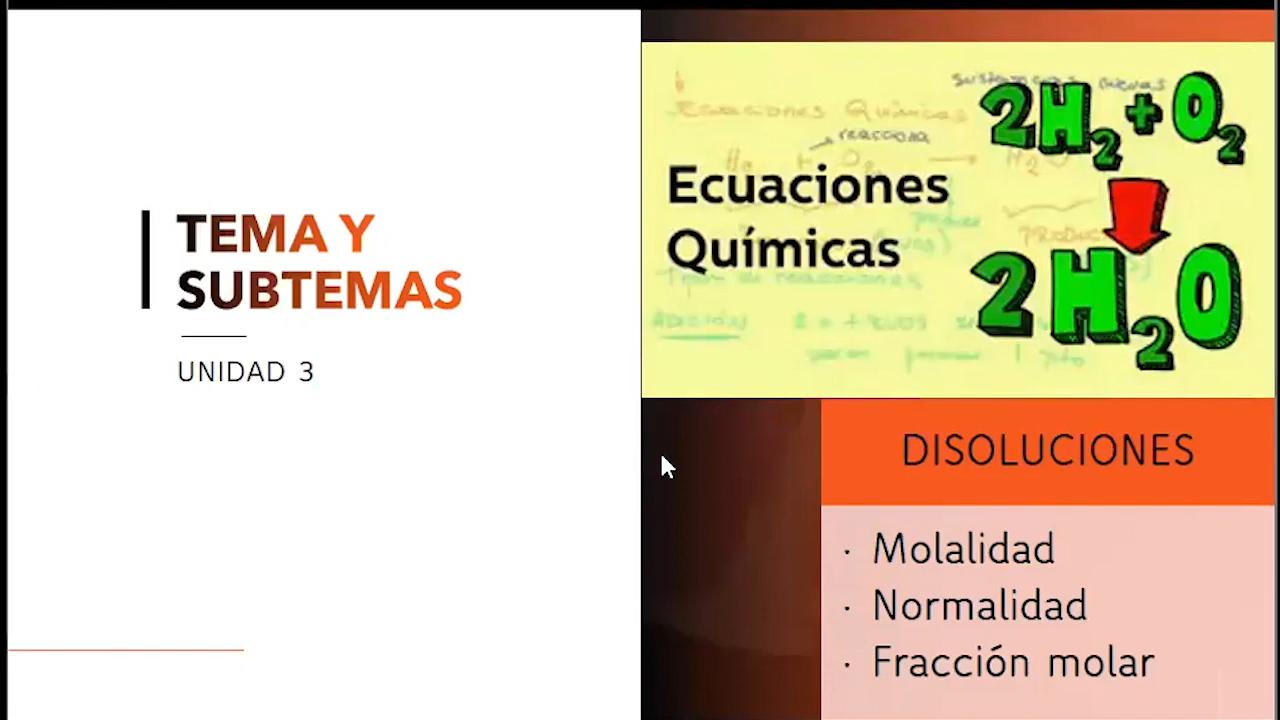 TEMA Y
SUBTEMAS
UNIDAD 3
Ecuaciones
Químicas
2H2 + O2
2H2O
DISOLUCIONES
· Molalidad
· Normalidad
· Fracción molar